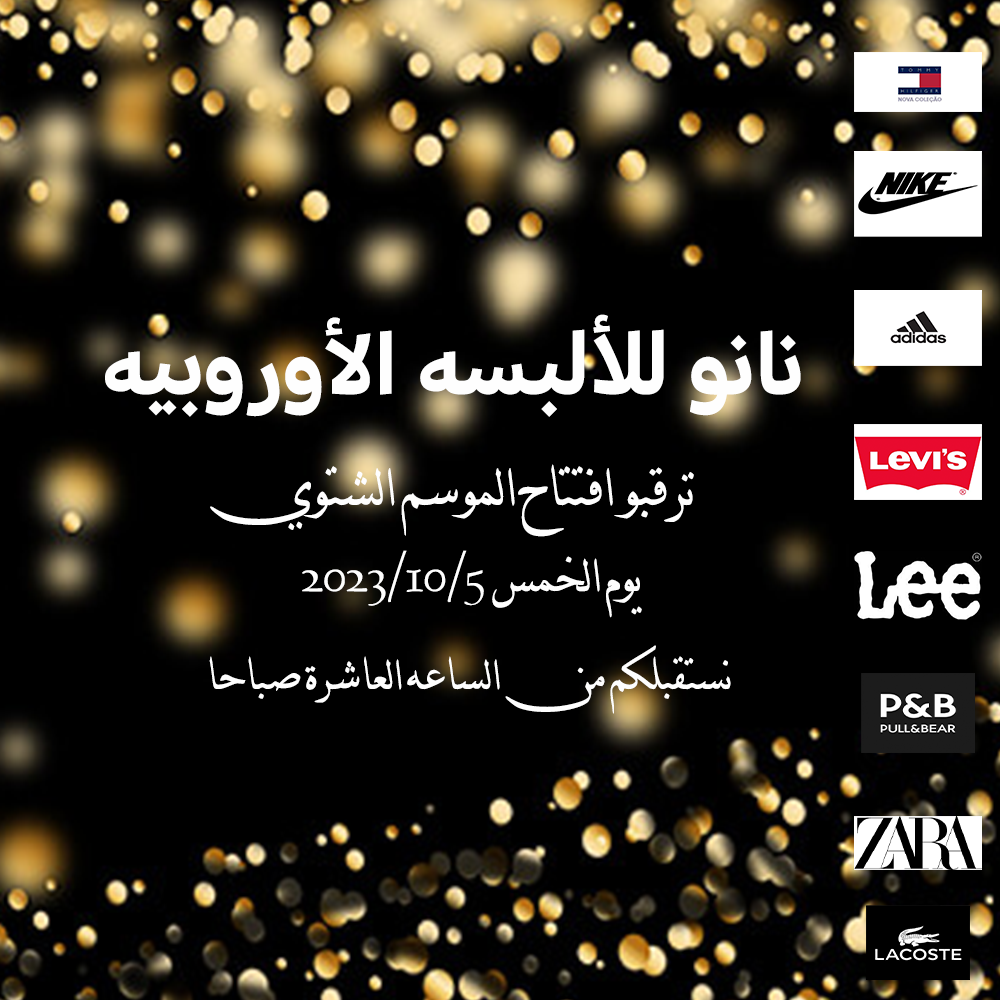 نانو للألبسه الأوروبيه
ترقبو افتتاح الموسم الشتوي
يوم الخمس 2023/10/5
نستقبلكم من الساعه العاشرة صباحا
TOMMY
HILFIGER
NOVA COLEÇÃO
NIKE
adidas
LEVI'S
®
Lee
®
P&B
PULL&BEAR
ZARA
LACOSTE